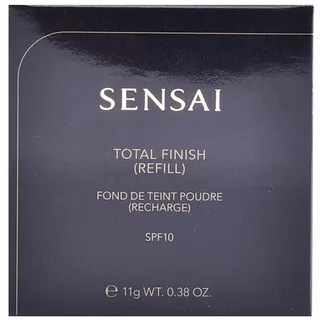 SENSAI
TOTAL FINISH
(REFILL)
FOND DE TEINT POUDRE
(RECHARGE)
SPF10
℮ 11g WT. 0.38 OZ.